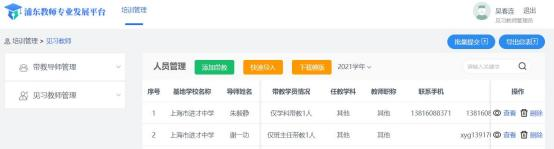 浦东教师专业发展平台
培训管理
吴春连 退出
见习教师管理员
培训管理 > 见习教师
批量提交
导出总表
带教导师管理
见习教师管理
人员管理 添加带教 快速导入 下载模版 2021学年
请输入关键字
序号 基地学校名称 导师姓名 带教学员情况 任教学科 教师职称 联系手机 操作
1 上海市进才中学 朱毅静 仅学科带教1人 其他 其他 13816088371 138160 查看 删除
2 上海市进才中学 谢一功 仅班主任带教1人 其他 其他 xyg13917 查看 删除